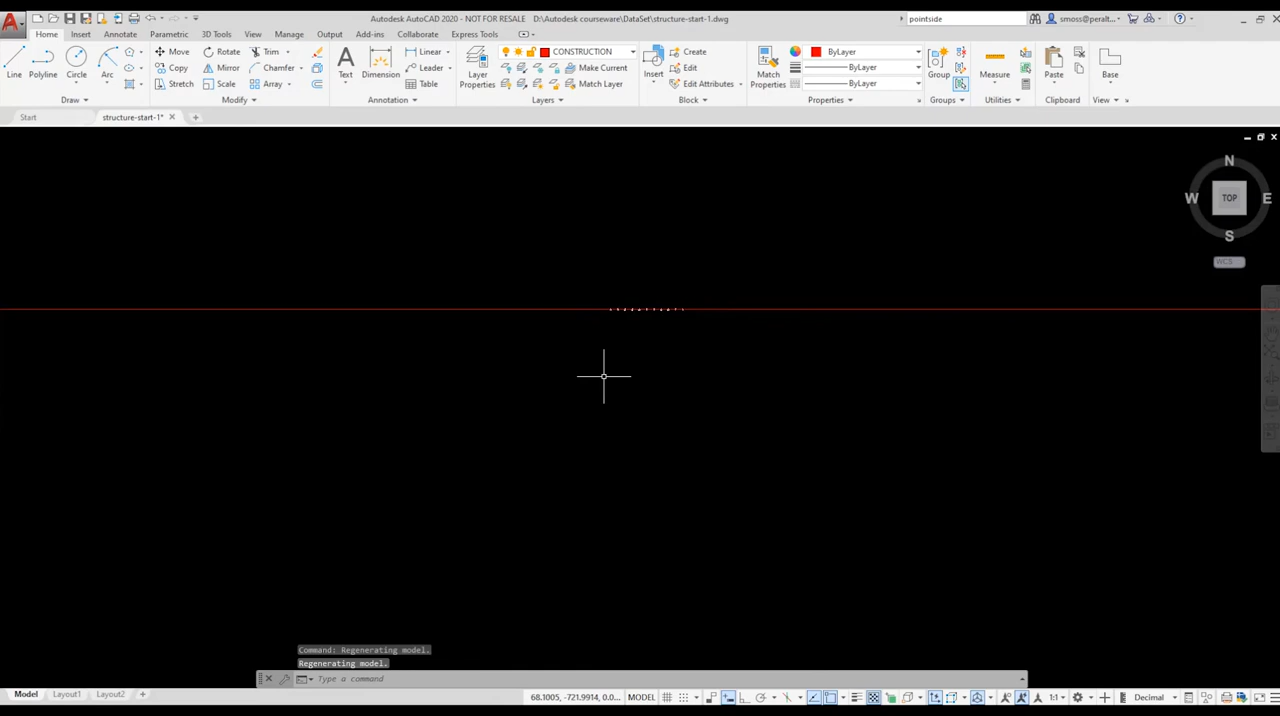 Autodesk AutoCAD 2020 - NOT FOR RESALE D:\Autodesk courseware\DataSet\structure-start-1.dwg
pointside
smoss@peralt...
Home Insert Annotate Parametric 3D Tools View Manage Output Add-ins Collaborate Express Tools
Line Polyline Circle Arc
Move Rotate Trim
Copy Mirror Chamfer
Stretch Scale Array
Text Dimension
Linear
Leader
Table
Layer Properties
CONSTRUCTION
Make Current
Match Layer
Insert
Create
Edit
Edit Attributes
Match Properties
ByLayer
ByLayer
ByLayer
Group
Measure
Paste
Base
Draw Modify Annotation Layers Block Properties Groups Utilities Clipboard View
Start structure-start-1*
N
W TOP E
S
WCS
Command: Regenerating model.
Regenerating model.
Type a command
Model Layout1 Layout2
68.1005, -721.9914, 0.0... MODEL 1:1 Decimal